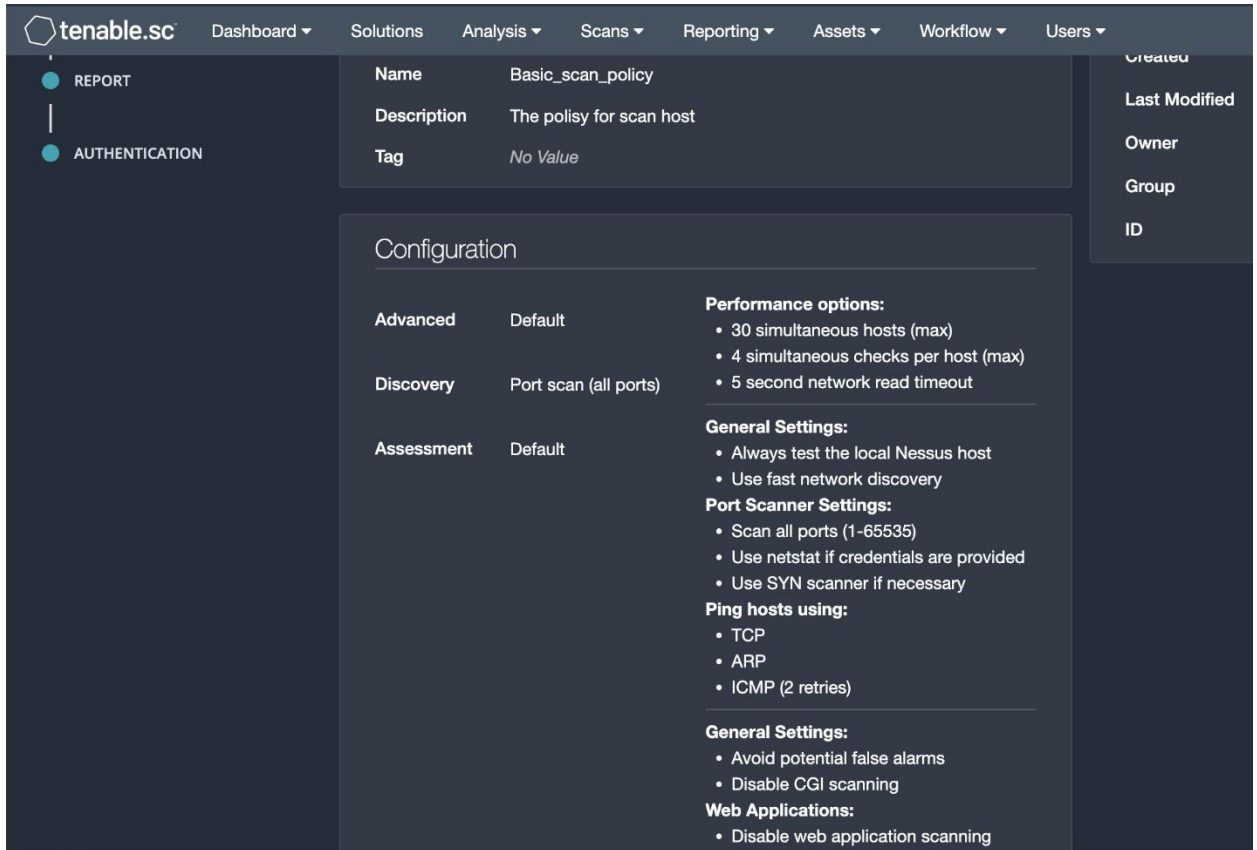 tenable.sc Dashboard Solutions Analysis Scans Reporting Assets Workflow Users
REPORT
AUTHENTICATION
Name Basic_scan_policy
Description The polisy for scan host
Tag No Value
Created
Last Modified
Owner
Group
ID
Configuration
Advanced Default
Discovery Port scan (all ports)
Assessment Default
Performance options:
• 30 simultaneous hosts (max)
• 4 simultaneous checks per host (max)
• 5 second network read timeout
General Settings:
• Always test the local Nessus host
• Use fast network discovery
Port Scanner Settings:
• Scan all ports (1-65535)
• Use netstat if credentials are provided
• Use SYN scanner if necessary
Ping hosts using:
• TCP
• ARP
• ICMP (2 retries)
General Settings:
• Avoid potential false alarms
• Disable CGI scanning
Web Applications:
• Disable web application scanning